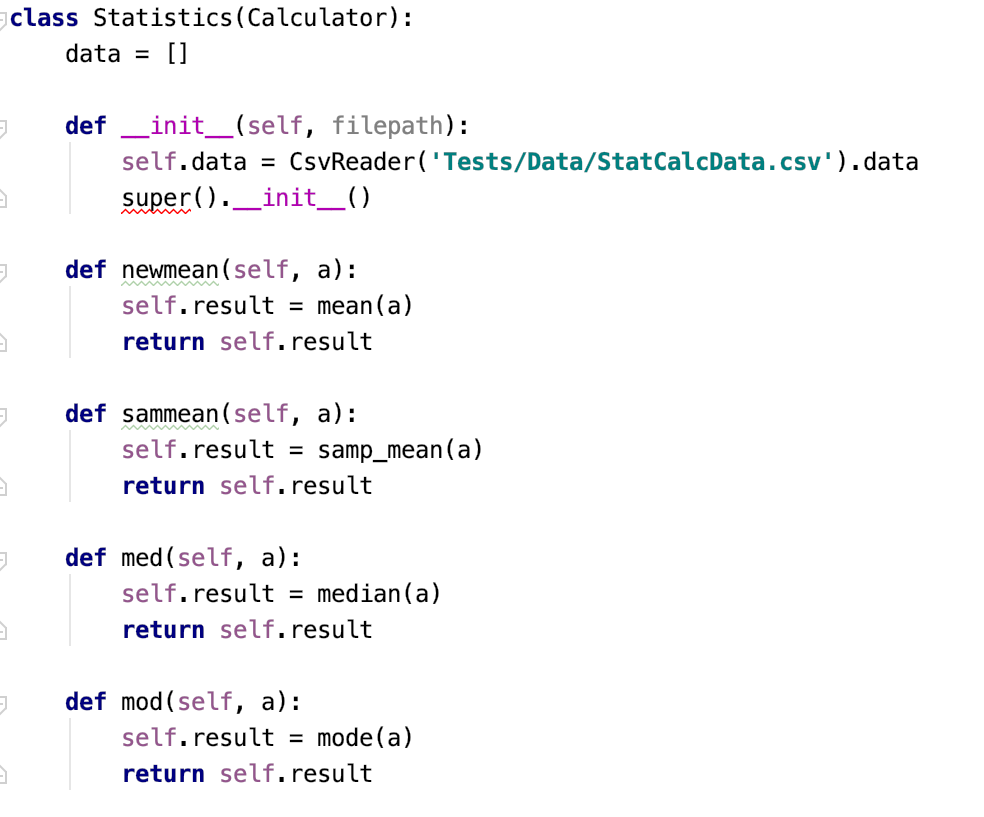 class Statistics(Calculator):
    data = []
    def __init__(self, filepath):
        self.data = CsvReader('Tests/Data/StatCalcData.csv').data
        super().__init__()
    def newmean(self, a):
        self.result = mean(a)
        return self.result
    def sammean(self, a):
        self.result = samp_mean(a)
        return self.result
    def med(self, a):
        self.result = median(a)
        return self.result
    def mod(self, a):
        self.result = mode(a)
        return self.result